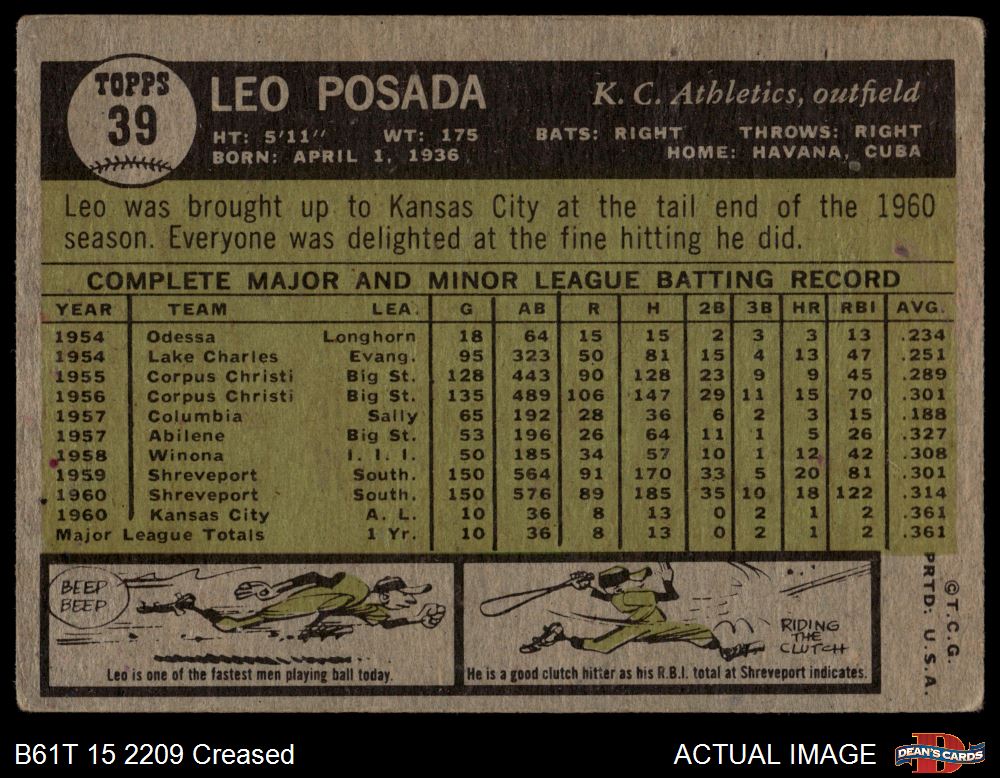 TOPPS
39
LEO POSADA
K. C. Athletics, outfield
HT: 5'11" WT: 175 BATS: RIGHT THROWS: RIGHT
BORN: APRIL 1, 1936 HOME: HAVANA, CUBA
Leo was brought up to Kansas City at the tail end of the 1960
season. Everyone was delighted at the fine hitting he did.
COMPLETE MAJOR AND MINOR LEAGUE BATTING RECORD
YEAR TEAM LEA. G AB R H 2B 3B HR RBI AVG.
1954 Odessa Longhorn 18 64 15 15 2 3 3 13 .234
1954 Lake Charles Evang. 95 323 50 81 15 4 13 47 .251
1955 Corpus Christi Big St. 128 443 90 128 23 9 9 45 .289
1956 Corpus Christi Big St. 135 489 106 147 29 11 15 70 .301
1957 Columbia Sally 65 192 28 36 6 2 3 15 .188
1957 Abilene Big St. 53 196 26 64 11 1 5 26 .327
1958 Winona I. I. I. 50 185 34 57 10 1 12 42 .308
1959 Shreveport South. 150 564 91 170 33 5 20 81 .301
1960 Shreveport South. 150 576 89 185 35 10 18 122 .314
1960 Kansas City A. L. 10 36 8 13 0 2 1 2 .361
Major League Totals 1 Yr. 10 36 8 13 0 2 1 2 .361
BEEP
BEEP
Leo is one of the fastest men playing ball today.
RIDING
THE
CLUTCH
He is a good clutch hitter as his R.B.I. total at Shreveport indicates.
©T.C.G.
PRTD: U.S.A.
B61T 15 2209 Creased
ACTUAL IMAGE
DEAN'S CARDS